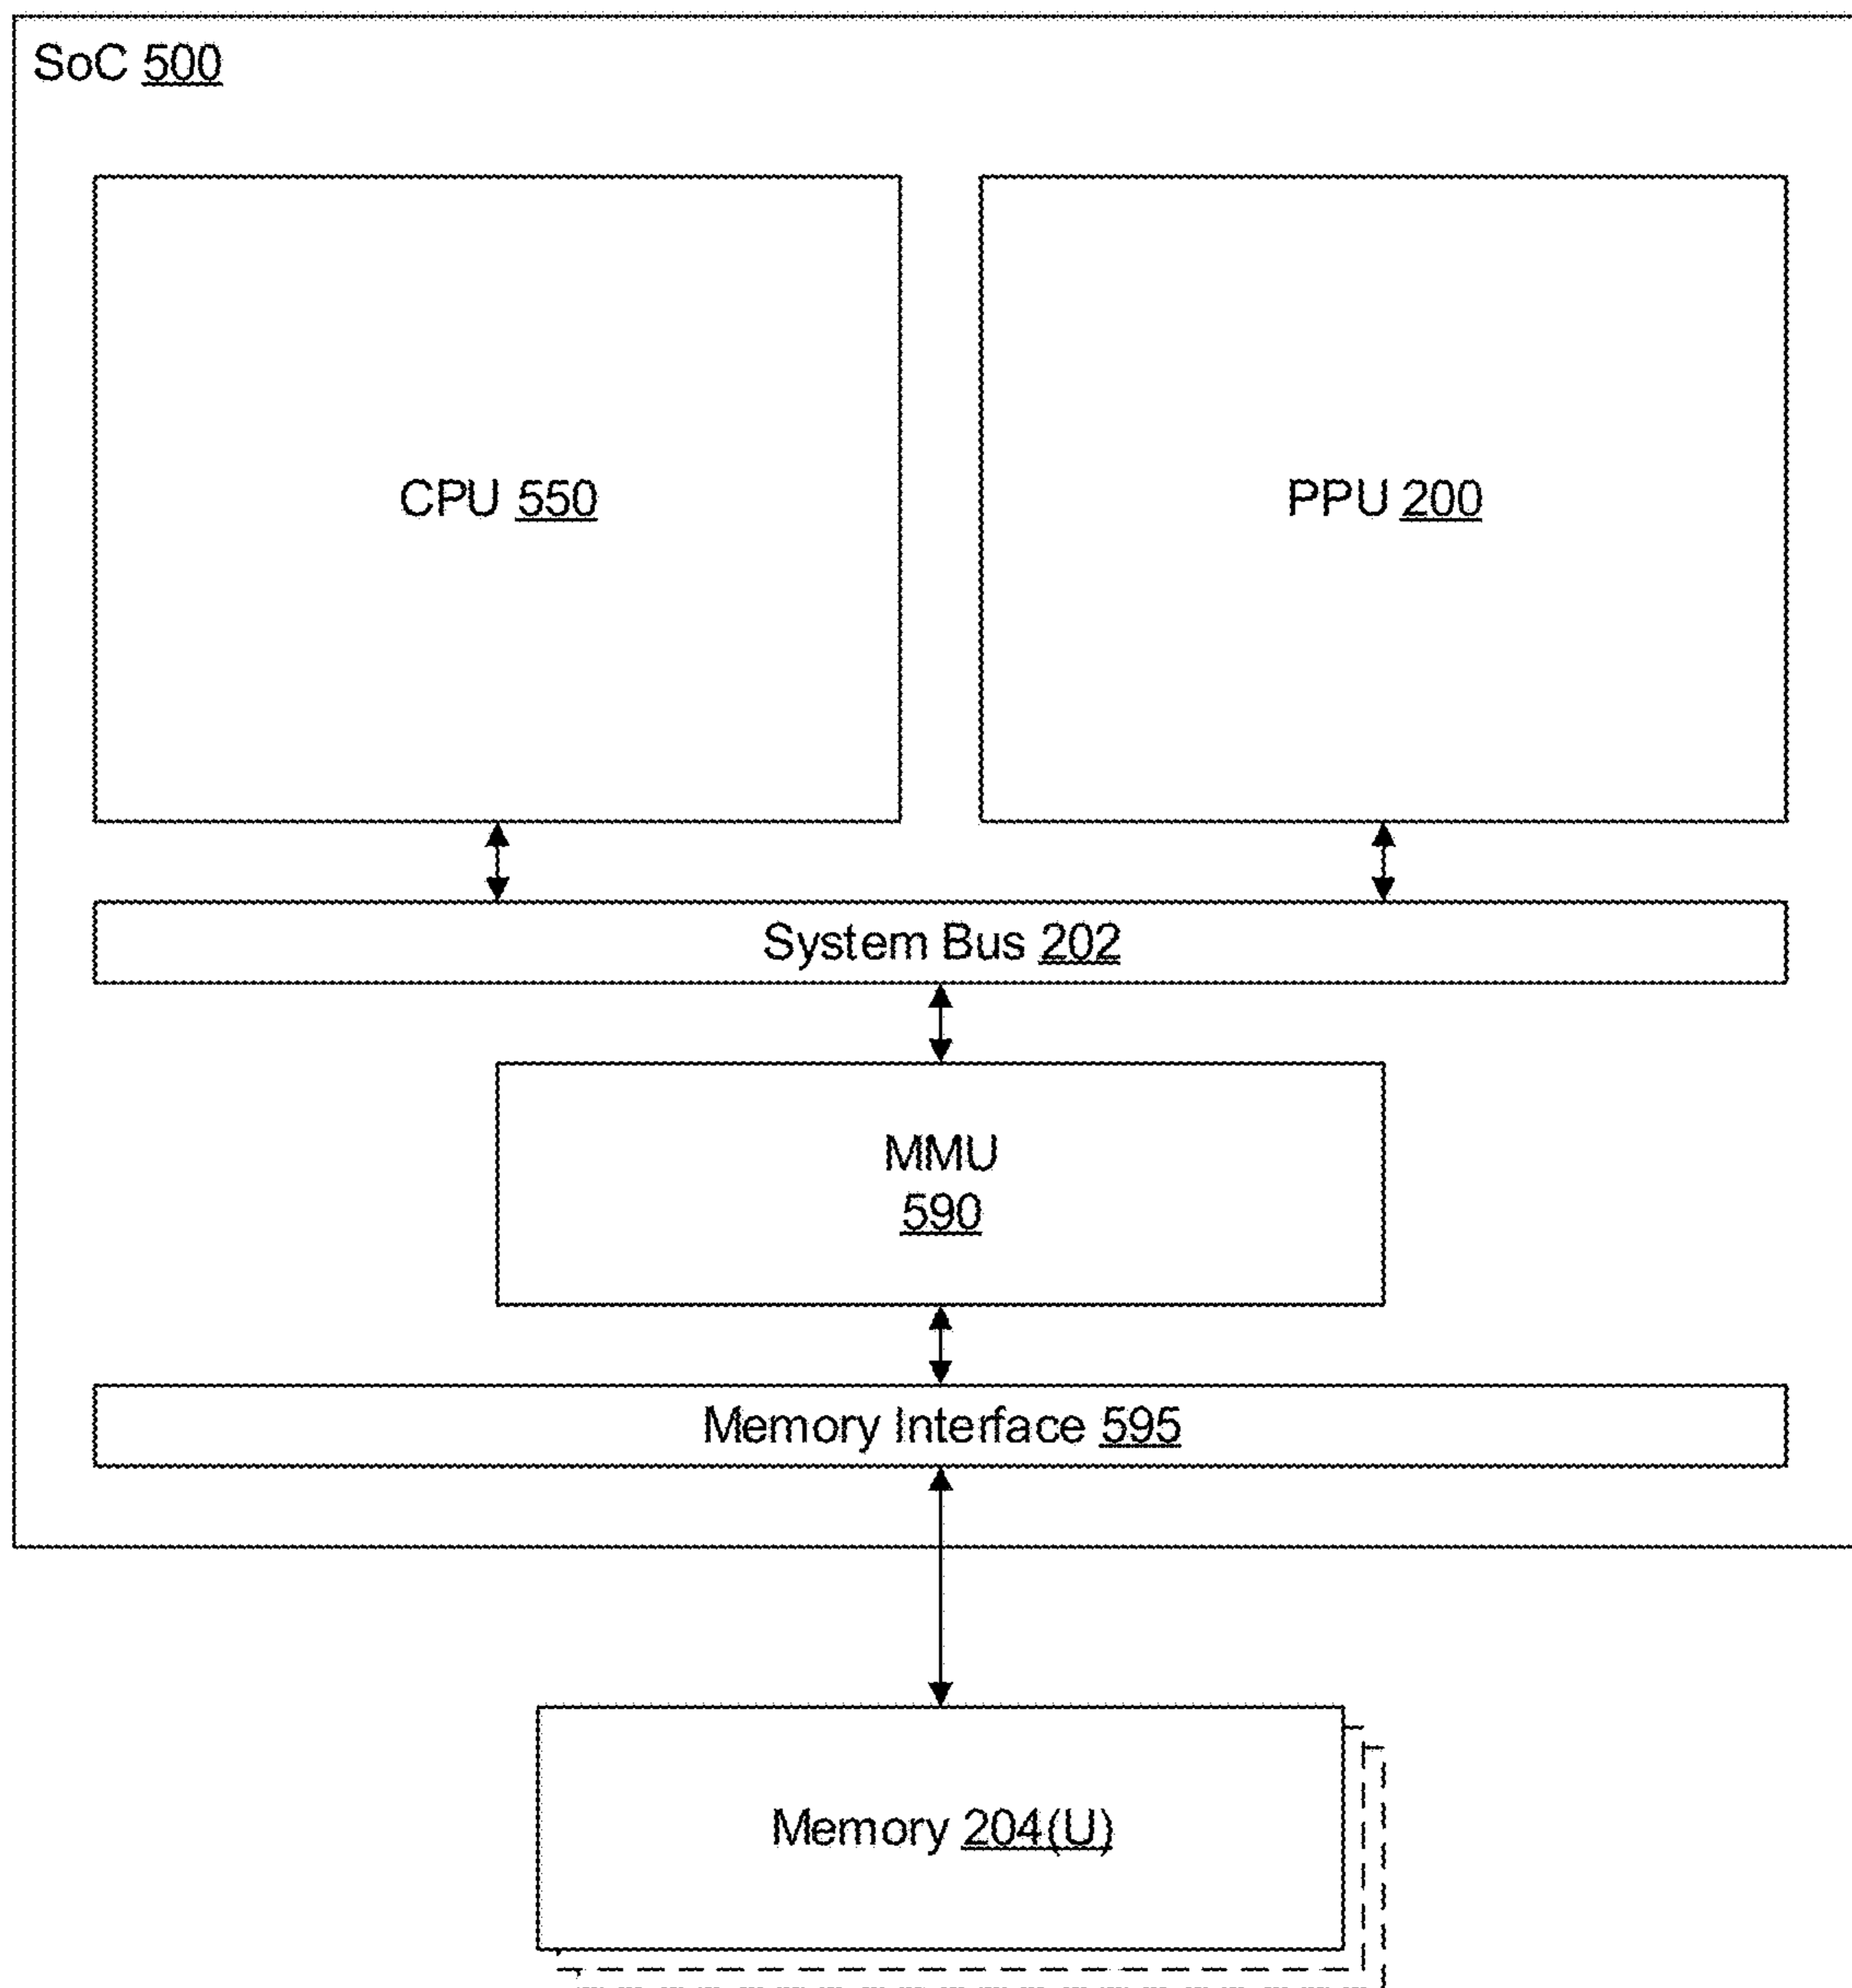 SoC 500
CPU 550
PPU 200
System Bus 202
MMU
590
Memory Interface 595
Memory 204(U)